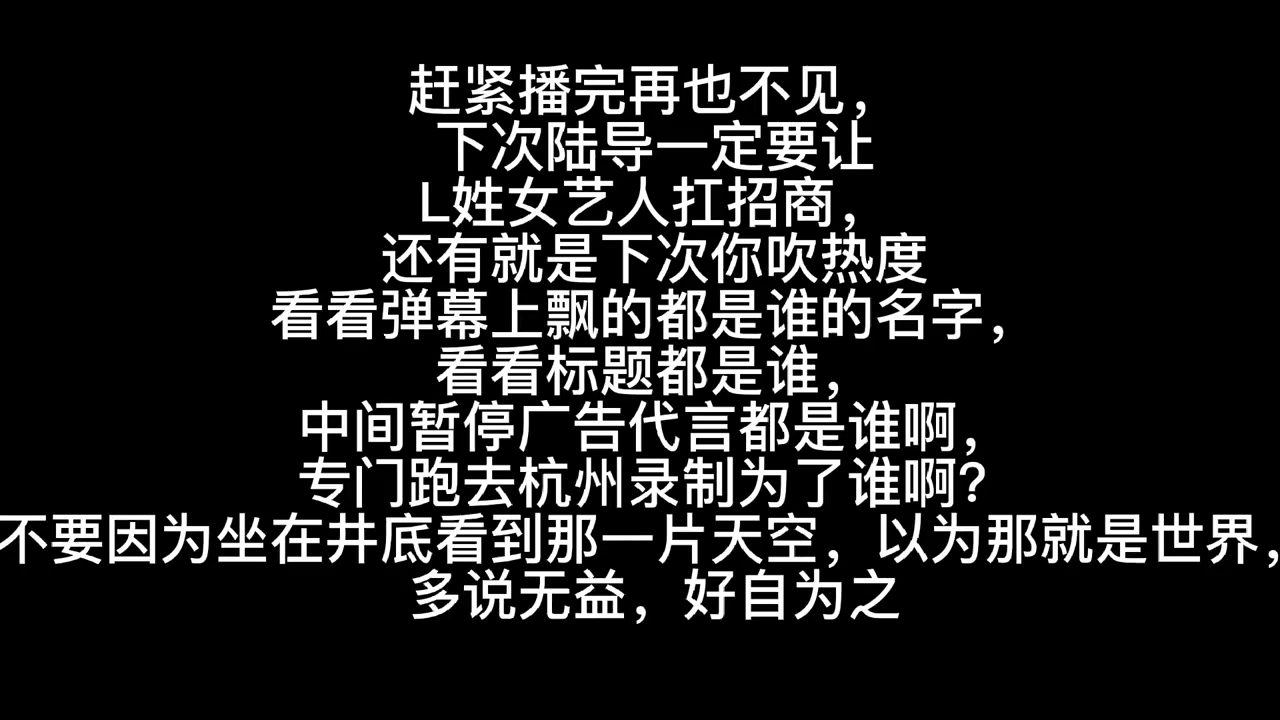 赶紧播完再也不见，
下次陆导一定要让
L姓女艺人扛招商，
还有就是下次你吹热度
看看弹幕上飘的都是谁的名字，
看看标题都是谁，
中间暂停广告代言都是谁啊，
专门跑去杭州录制为了谁啊？
不要因为坐在井底看到那一片天空，以为那就是世界，
多说无益，好自为之